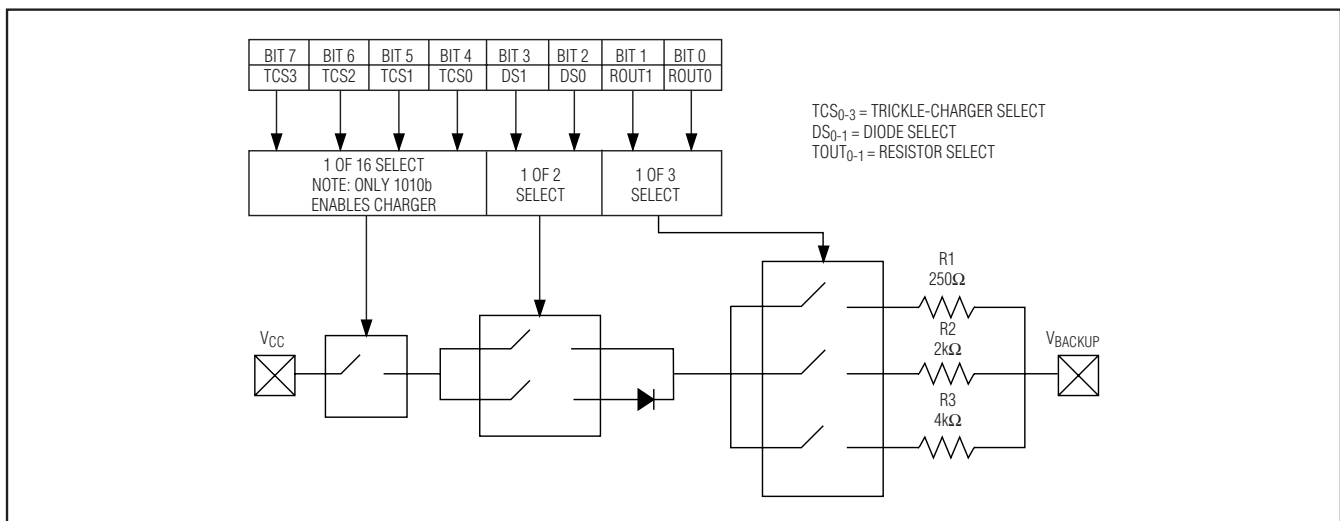 BIT 7 BIT 6 BIT 5 BIT 4 BIT 3 BIT 2 BIT 1 BIT 0
TCS3 TCS2 TCS1 TCS0 DS1 DS0 ROUT1 ROUT0
TCS0-3 = TRICKLE-CHARGER SELECT
DS0-1 = DIODE SELECT
TOUT0-1 = RESISTOR SELECT
1 OF 16 SELECT
NOTE: ONLY 1010b
ENABLES CHARGER
1 OF 2
SELECT
1 OF 3
SELECT
R1
250Ω
VCC
R2
2kΩ
VBACKUP
R3
4kΩ